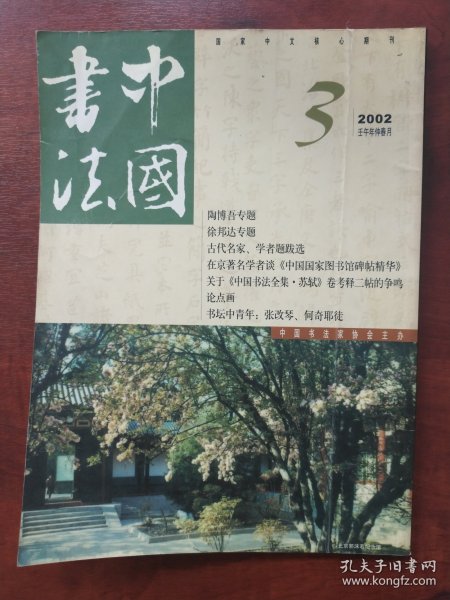 国家中文核心期刊
中國
書法
3
2002
壬午年仲春月
陶博吾专题
徐邦达专题
古代名家、学者题跋选
在京著名学者谈《中国国家图书馆碑帖精华》
关于《中国书法全集·苏轼》卷考释二帖的争鸣
论点画
书坛中青年：张改琴、何奇耶徒
中国书法家协会主办
孔夫子旧书网